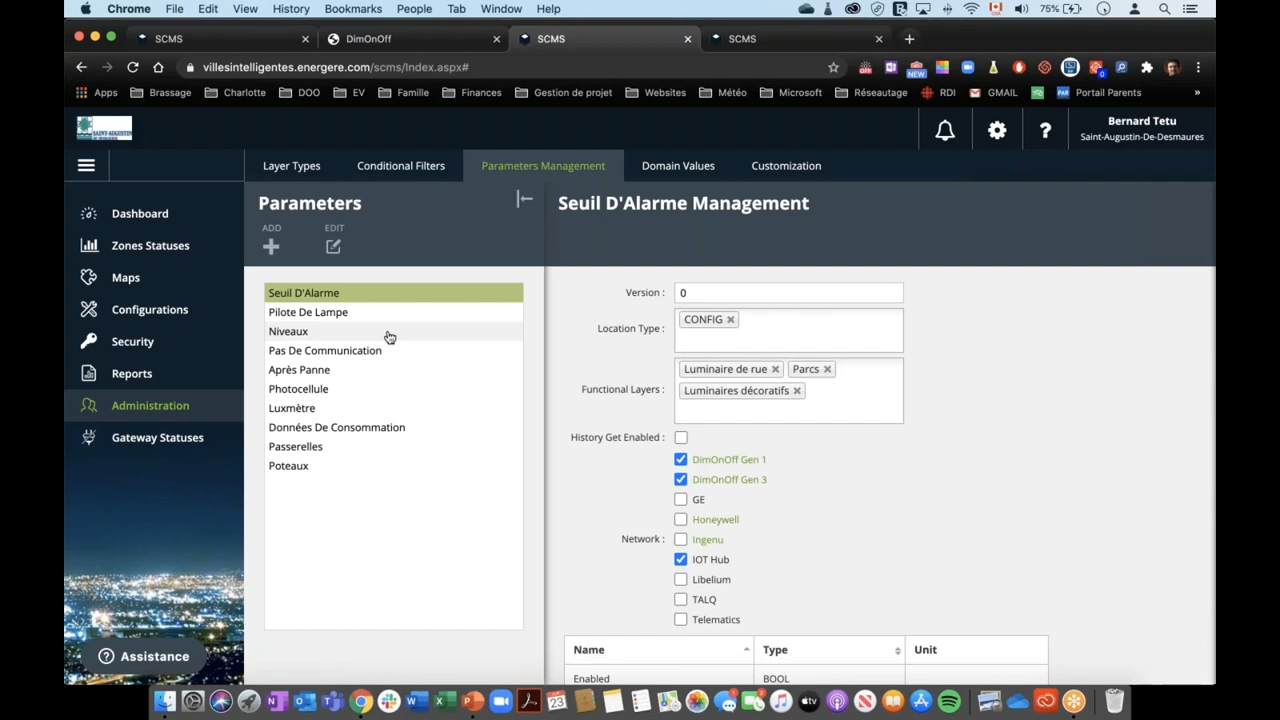 Chrome File Edit View History Bookmarks People Tab Window Help 75%
SCMS DimOnOff SCMS SCMS
villesintelligentes.energere.com/scms/Index.aspx#
Apps Brassage Charlotte DOO EV Famille Finances Gestion de projet Websites Météo Microsoft Réseautage RDI GMAIL Portail Parents »
SAINT-AUGUSTIN
Bernard Tetu
Saint-Augustin-De-Desmaures
Layer Types Conditional Filters Parameters Management Domain Values Customization
Dashboard
Zones Statuses
Maps
Configurations
Security
Reports
Administration
Gateway Statuses
Assistance
Parameters
ADD EDIT
Seuil D'Alarme
Pilote De Lampe
Niveaux
Pas De Communication
Après Panne
Photocellule
Luxmètre
Données De Consommation
Passerelles
Poteaux
Seuil D'Alarme Management
Version : 0
Location Type : CONFIG
Functional Layers : Luminaire de rue Parcs
Luminaires décoratifs
History Get Enabled :
Network :
DimOnOff Gen 1
DimOnOff Gen 3
GE
Honeywell
Ingenu
IOT Hub
Libelium
TALQ
Telematics
Name Type Unit
Enabled BOOL